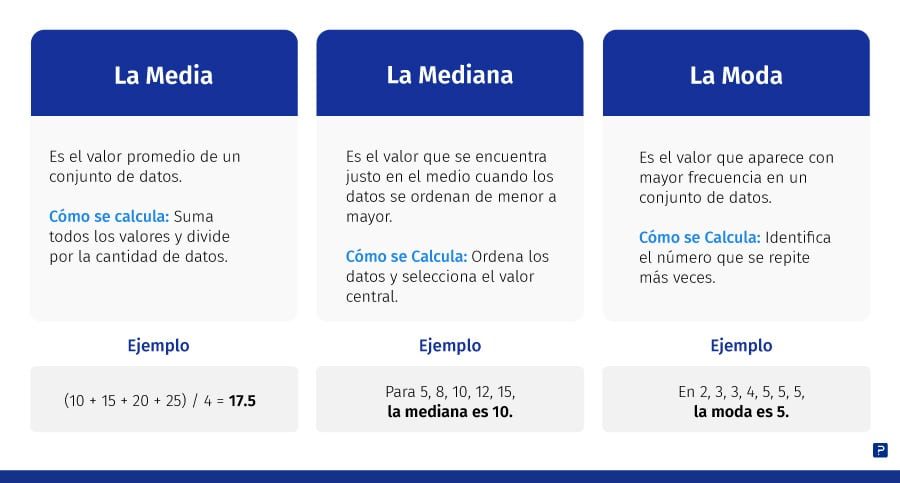 La Media
Es el valor promedio de un
conjunto de datos.
Cómo se calcula: Suma
todos los valores y divide
por la cantidad de datos.
Ejemplo
(10 + 15 + 20 + 25) / 4 = 17.5
La Mediana
Es el valor que se encuentra
justo en el medio cuando los
datos se ordenan de menor a
mayor.
Cómo se Calcula: Ordena los
datos y selecciona el valor
central.
Ejemplo
Para 5, 8, 10, 12, 15,
la mediana es 10.
La Moda
Es el valor que aparece con
mayor frecuencia en un
conjunto de datos.
Cómo se Calcula: Identifica
el número que se repite
más veces.
Ejemplo
En 2, 3, 3, 4, 5, 5, 5,
la moda es 5.
P